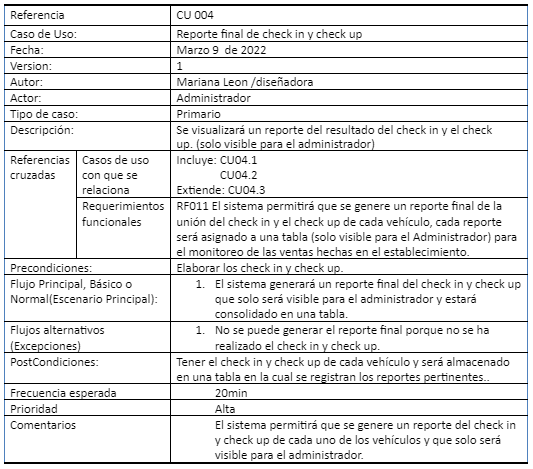 Referencia CU 004
Caso de Uso: Reporte final de check in y check up
Fecha: Marzo 9 de 2022
Version: 1
Autor: Mariana Leon /diseñadora
Actor: Administrador
Tipo de caso: Primario
Descripción: Se visualizará un reporte del resultado del check in y el check
up. (solo visible para el administrador)
Referencias
cruzadas
Casos de uso
con que se
relaciona
Incluye: CU04.1
CU04.2
Extiende: CU04.3
Requerimientos
funcionales
RF011 El sistema permitirá que se genere un reporte final de la
unión del check in y el check up de cada vehículo, cada reporte
será asignado a una tabla (solo visible para el Administrador) para
el monitoreo de las ventas hechas en el establecimiento.
Precondiciones: Elaborar los check in y check up.
Flujo Principal, Básico o
Normal(Escenario Principal):
1. El sistema generará un reporte final del check in y check up
que solo será visible para el administrador y estará
consolidado en una tabla.
Flujos alternativos
(Excepciones)
1. No se puede generar el reporte final porque no se ha
realizado el check in y check up.
PostCondiciones: Tener el check in y check up de cada vehículo y será almacenado
en una tabla en la cual se registran los reportes pertinentes..
Frecuencia esperada 20min
Prioridad Alta
Comentarios El sistema permitirá que se genere un reporte del check in
y check up de cada uno de los vehículos y que solo será
visible para el administrador.